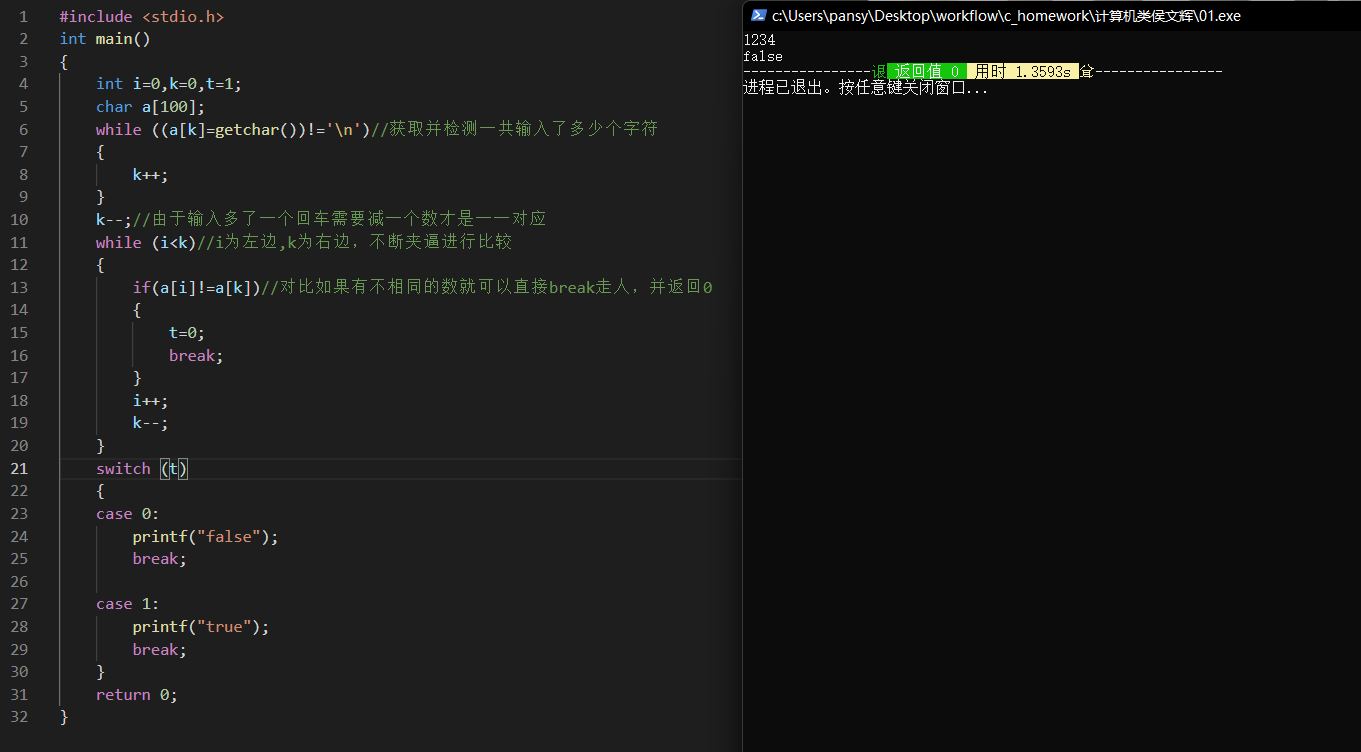 1 #include <stdio.h>
2 int main()
3 {
4 int i=0,k=0,t=1;
5 char a[100];
6 while ((a[k]=getchar())!='\n')//获取并检测一共输入了多少个字符
7 {
8 k++;
9 }
10 k--;//由于输入多了一个回车需要减一个数才是一一对应
11 while (i<k)//i为左边,k为右边，不断夹逼进行比较
12 {
13 if(a[i]!=a[k])//对比如果有不相同的数就可以直接break走人，并返回0
14 {
15 t=0;
16 break;
17 }
18 i++;
19 k--;
20 }
21 switch (t)
22 {
23 case 0:
24 printf("false");
25 break;
26
27 case 1:
28 printf("true");
29 break;
30 }
31 return 0;
32 }
c:\Users\pansy\Desktop\workflow\c_homework\计算机类侯文辉\01.exe
1234
false
---------------- 返回值 0 用时 1.3593s ----------------
进程已退出。按任意键关闭窗口...